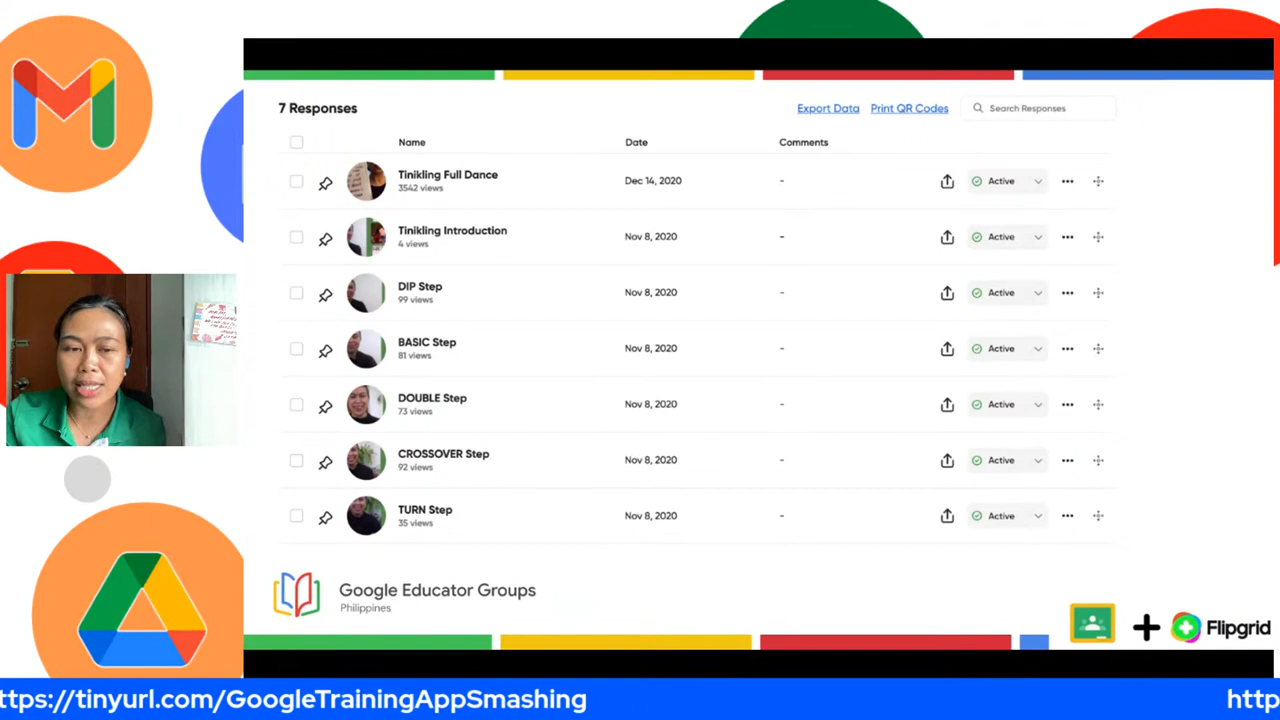 7 Responses
Export Data Print QR Codes Search Responses
Name Date Comments
Tinikling Full Dance
3542 views
Dec 14, 2020 - Active
Tinikling Introduction
4 views
Nov 8, 2020 - Active
DIP Step
99 views
Nov 8, 2020 - Active
BASIC Step
81 views
Nov 8, 2020 - Active
DOUBLE Step
73 views
Nov 8, 2020 - Active
CROSSOVER Step
92 views
Nov 8, 2020 - Active
TURN Step
35 views
Nov 8, 2020 - Active
Google Educator Groups
Philippines
+ Flipgrid
ttps://tinyurl.com/GoogleTrainingAppSmashing http